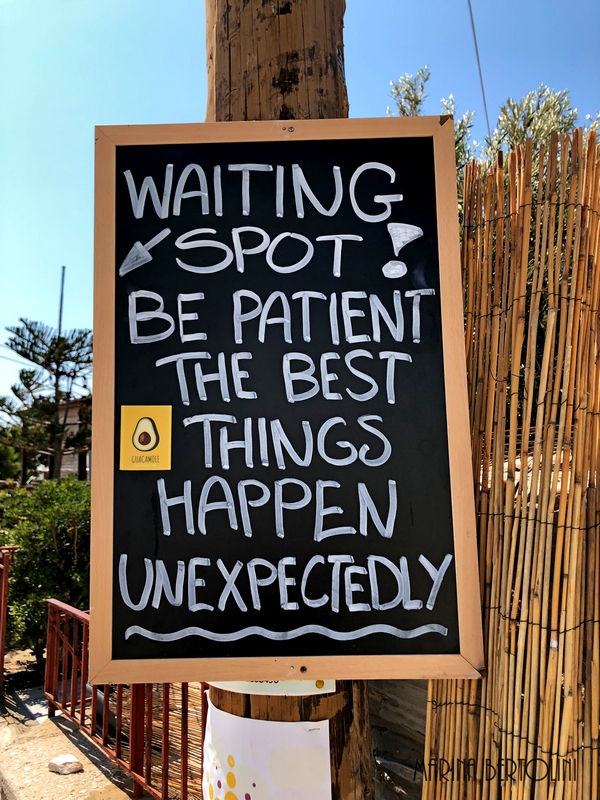 WAITING
SPOT!
BE PATIENT
THE BEST
THINGS
HAPPEN
UNEXPECTEDLY
GUACAMOLE
MARINA BERTOLINI